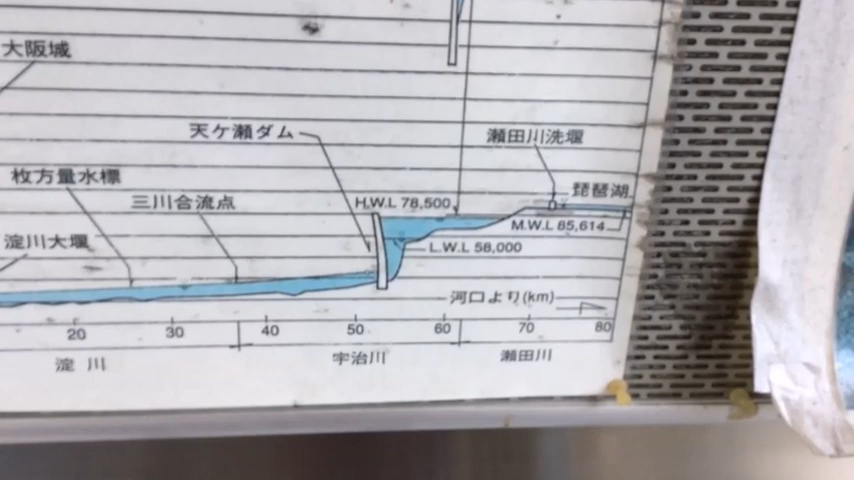 大阪城
天ケ瀬ダム
瀬田川洗堰
枚方量水標
三川合流点
H.W.L 78,500
琵琶湖
M.W.L 85,614
淀川大堰
L.W.L 58,000
河口より(km)
20 30 40 50 60 70 80
淀川 宇治川 瀬田川